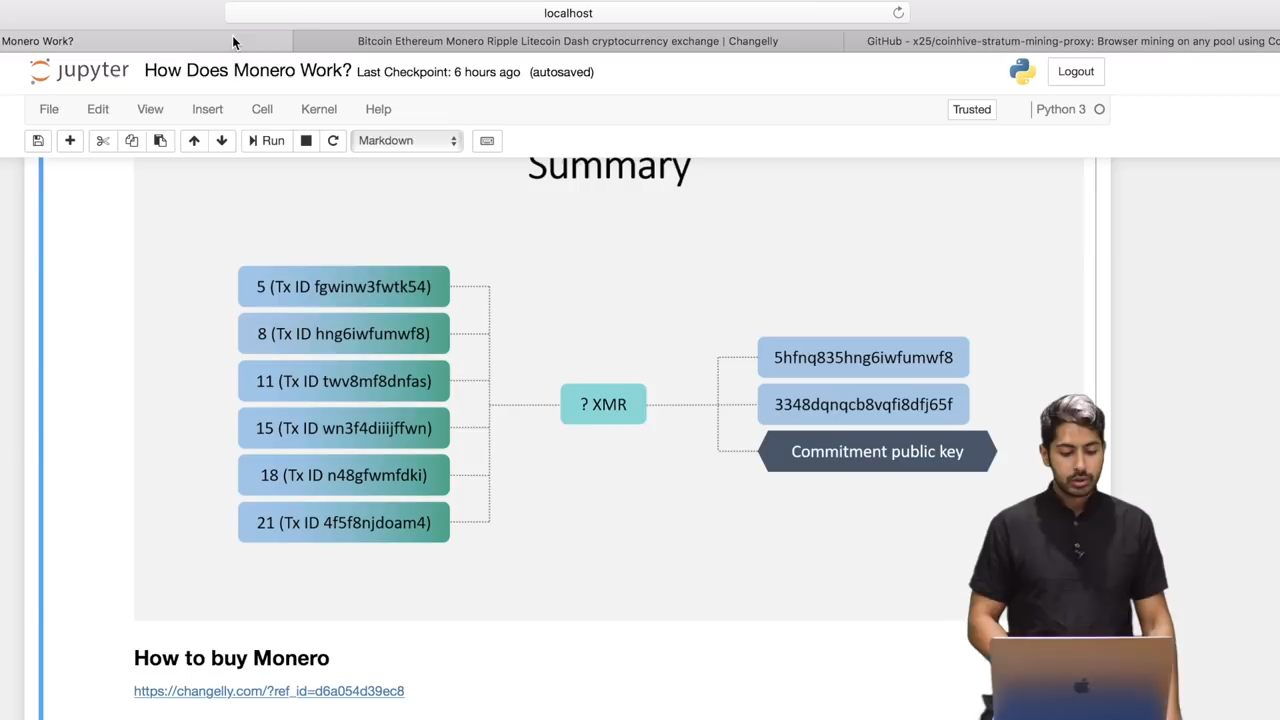 localhost
Monero Work?
Bitcoin Ethereum Monero Ripple Litecoin Dash cryptocurrency exchange | Changelly
GitHub - x25/coinhive-stratum-mining-proxy: Browser mining on any pool using Co
jupyter How Does Monero Work? Last Checkpoint: 6 hours ago (autosaved)
Logout
File Edit View Insert Cell Kernel Help
Trusted
Python 3
Run
Markdown
Summary
5 (Tx ID fgwinw3fwtk54)
8 (Tx ID hng6iwfumwf8)
11 (Tx ID twv8mf8dnfas)
15 (Tx ID wn3f4diiijffwn)
18 (Tx ID n48gfwmfdki)
21 (Tx ID 4f5f8njdoam4)
? XMR
5hfnq835hng6iwfumwf8
3348dqnqcb8vqfi8dfj65f
Commitment public key
How to buy Monero
https://changelly.com/?ref_id=d6a054d39ec8